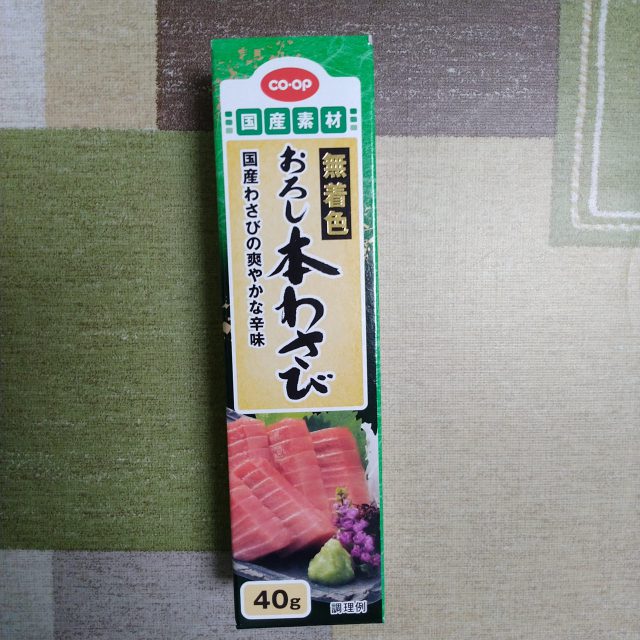 CO・OP
国産素材
無着色
おろし本わさび
国産わさびの爽やかな辛味
40g
調理例